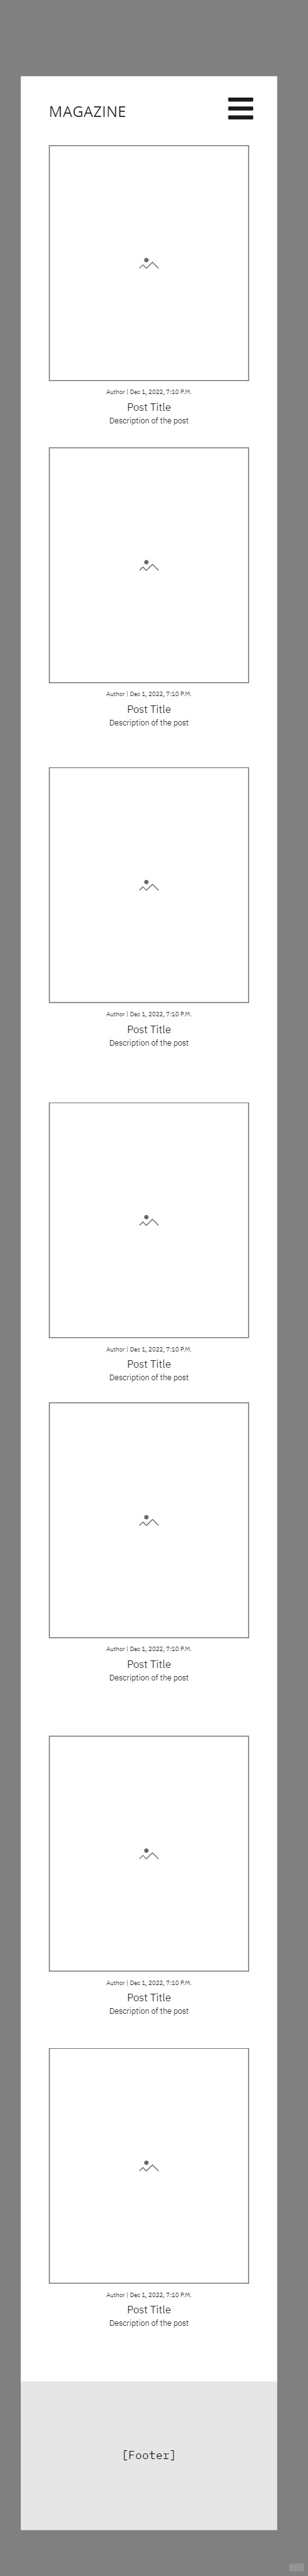 MAGAZINE
Author | Dec 1, 2022, 7:10 P.M.
Post Title
Description of the post
Author | Dec 1, 2022, 7:10 P.M.
Post Title
Description of the post
Author | Dec 1, 2022, 7:10 P.M.
Post Title
Description of the post
Author | Dec 1, 2022, 7:10 P.M.
Post Title
Description of the post
Author | Dec 1, 2022, 7:10 P.M.
Post Title
Description of the post
Author | Dec 1, 2022, 7:10 P.M.
Post Title
Description of the post
Author | Dec 1, 2022, 7:10 P.M.
Post Title
Description of the post
[Footer]